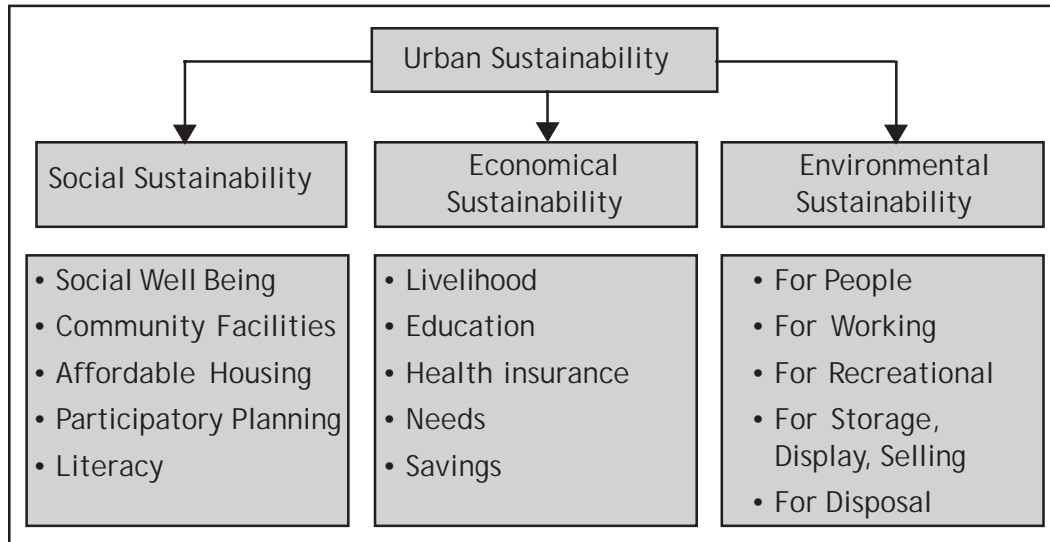 Urban Sustainability
Social Sustainability
Economical
Sustainability
Environmental
Sustainability
• Social Well Being
• Community Facilities
• Affordable Housing
• Participatory Planning
• Literacy
• Livelihood
• Education
• Health insurance
• Needs
• Savings
• For People
• For Working
• For Recreational
• For Storage,
Display, Selling
• For Disposal